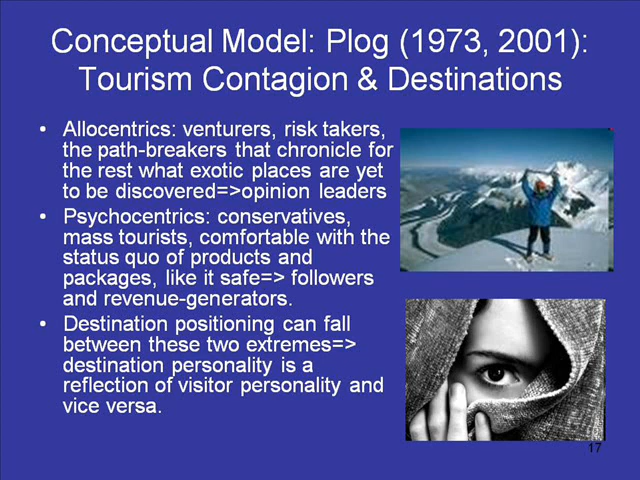 Conceptual Model: Plog (1973, 2001):
Tourism Contagion & Destinations
• Allocentrics: venturers, risk takers,
the path-breakers that chronicle for
the rest what exotic places are yet
to be discovered=>opinion leaders
• Psychocentrics: conservatives,
mass tourists, comfortable with the
status quo of products and
packages, like it safe=> followers
and revenue-generators.
• Destination positioning can fall
between these two extremes=>
destination personality is a
reflection of visitor personality and
vice versa.
17